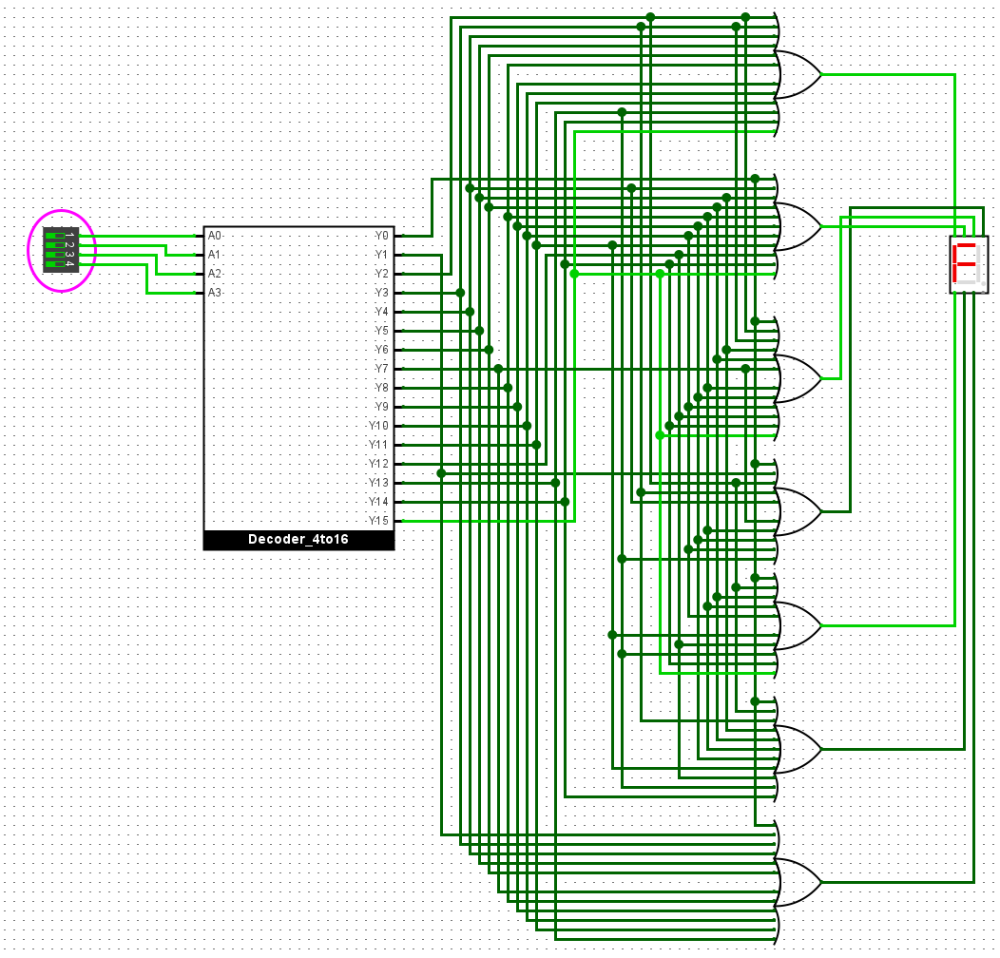 1
2
3
4
A0 Y0
A1 Y1
A2 Y2
A3 Y3
Y4
Y5
Y6
Y7
Y8
Y9
Y10
Y11
Y12
Y13
Y14
Y15
Decoder_4to16